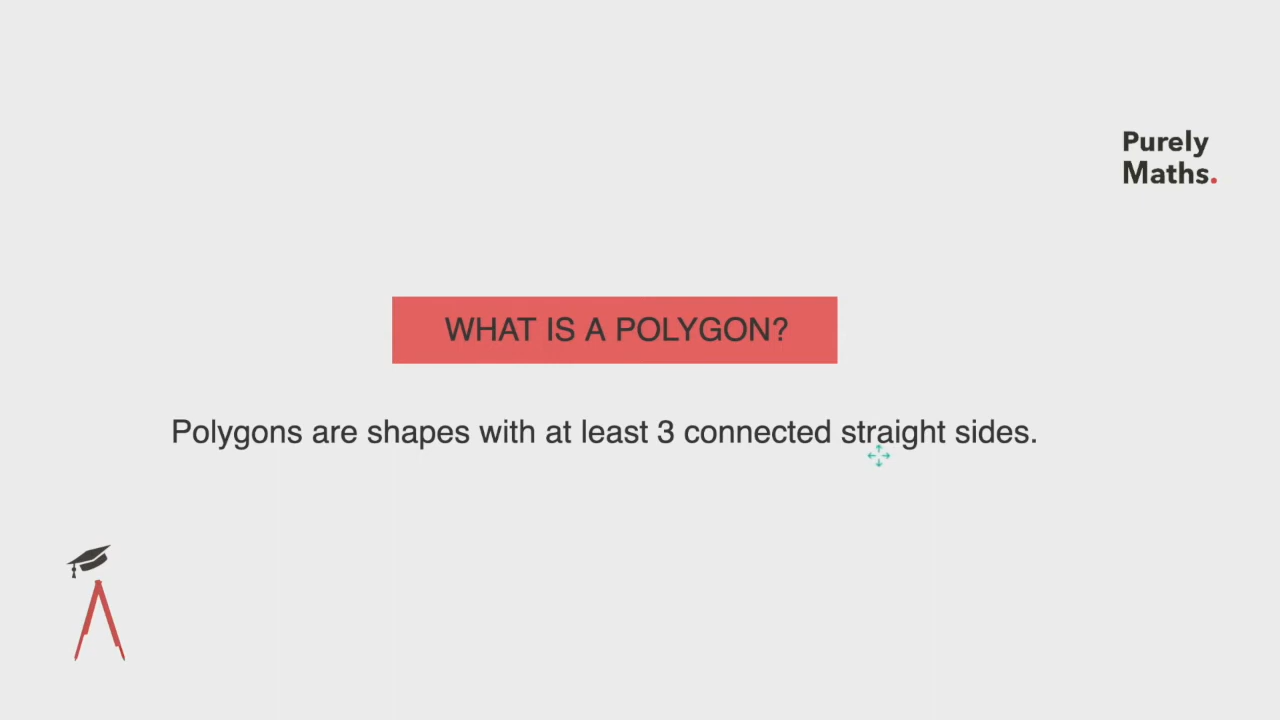 Purely
Maths.
WHAT IS A POLYGON?
Polygons are shapes with at least 3 connected straight sides.